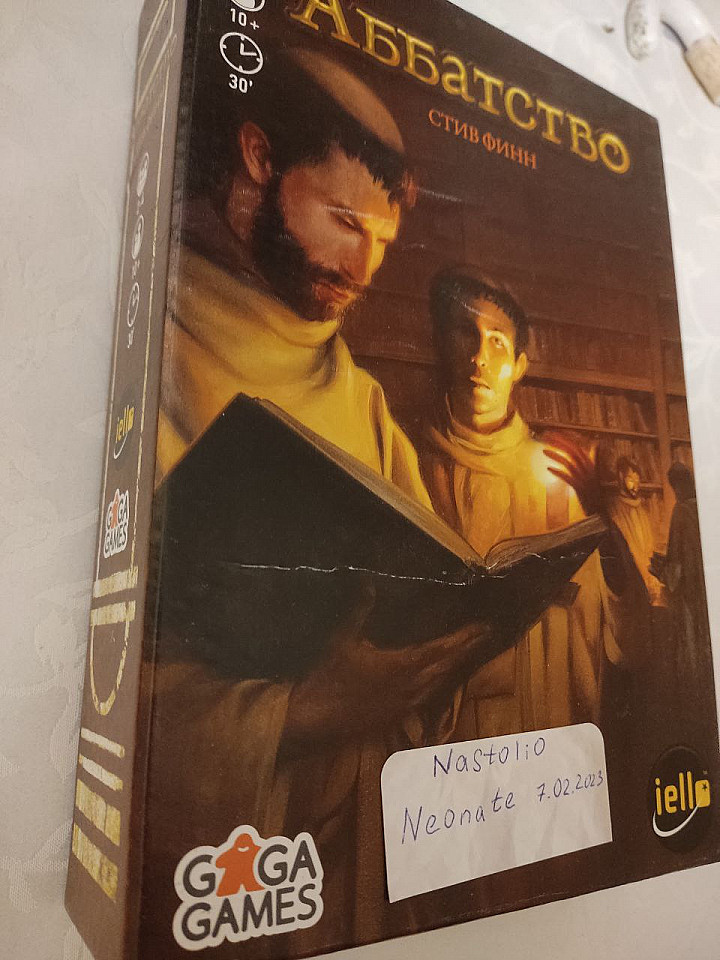 10+
30'
Аббатство
СТИВ ФИНН
iello
GAGA
GAMES
Nastolio
Neonate 7.02.2023
iello
GAGA
GAMES